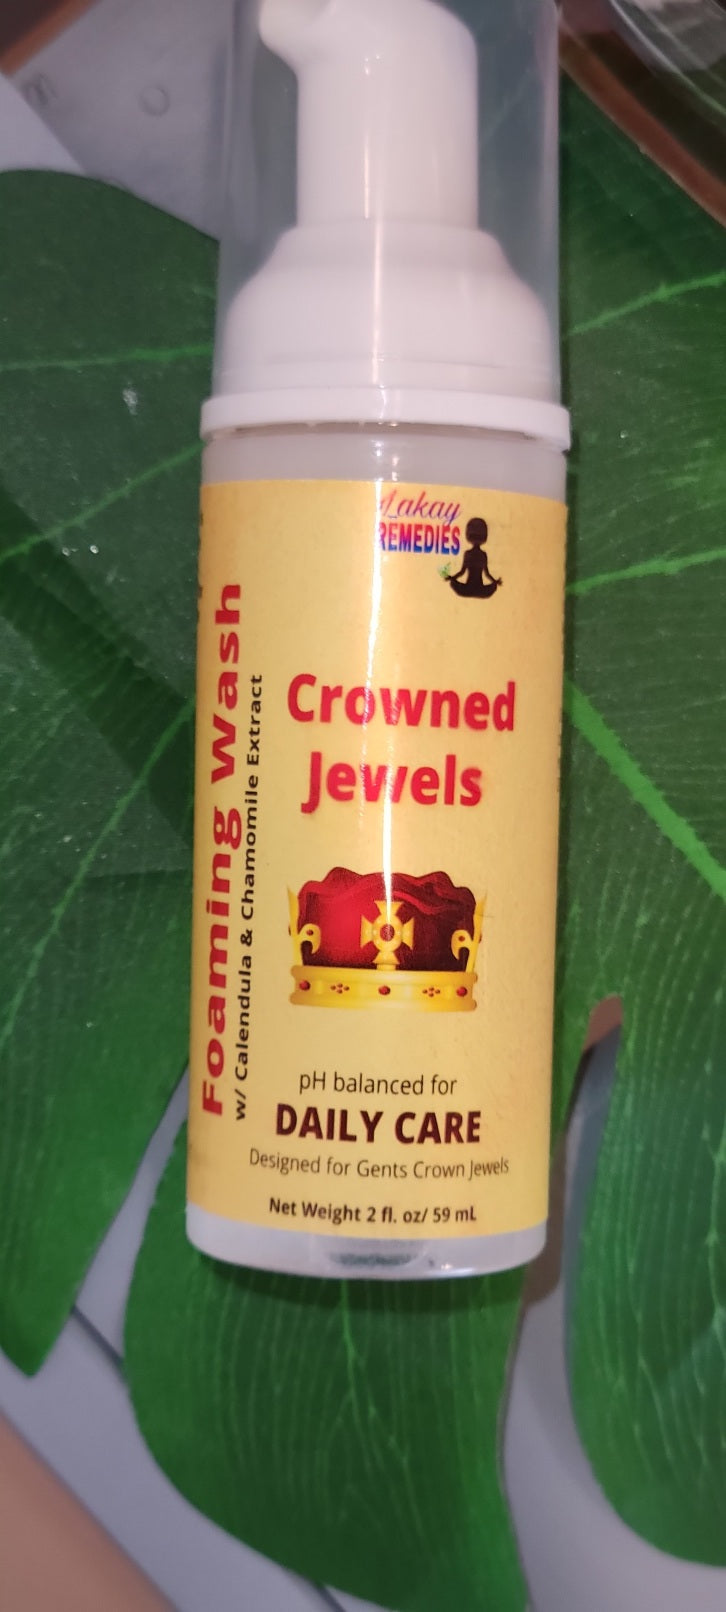 Lakay
REMEDIES
Foaming Wash
w/ Calendula & Chamomile Extract
Crowned
Jewels
pH balanced for
DAILY CARE
Designed for Gents Crown Jewels
Net Weight 2 fl. oz/ 59 mL